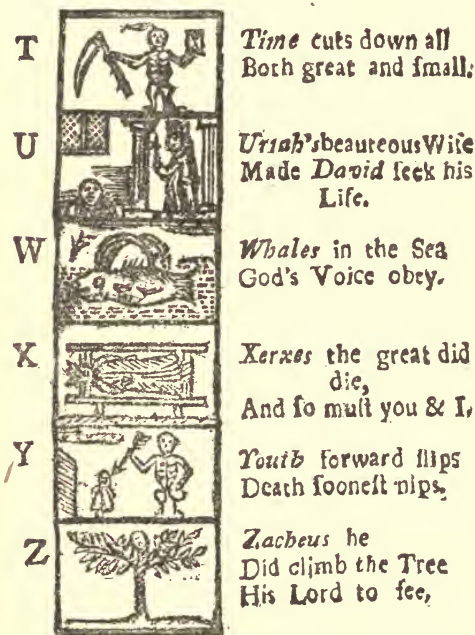 T
Time cuts down all
Both great and ſmall.
U
Uriah's beauteous Wife
Made David ſeek his
Life.
W
Whales in the Sea
God's Voice obey.
X
Xerxes the great did
die,
And ſo muſt you & I,
Y
Youth forward ſlips
Death ſooneſt nips.
Z
Zacheus he
Did climb the Tree
His Lord to ſee,